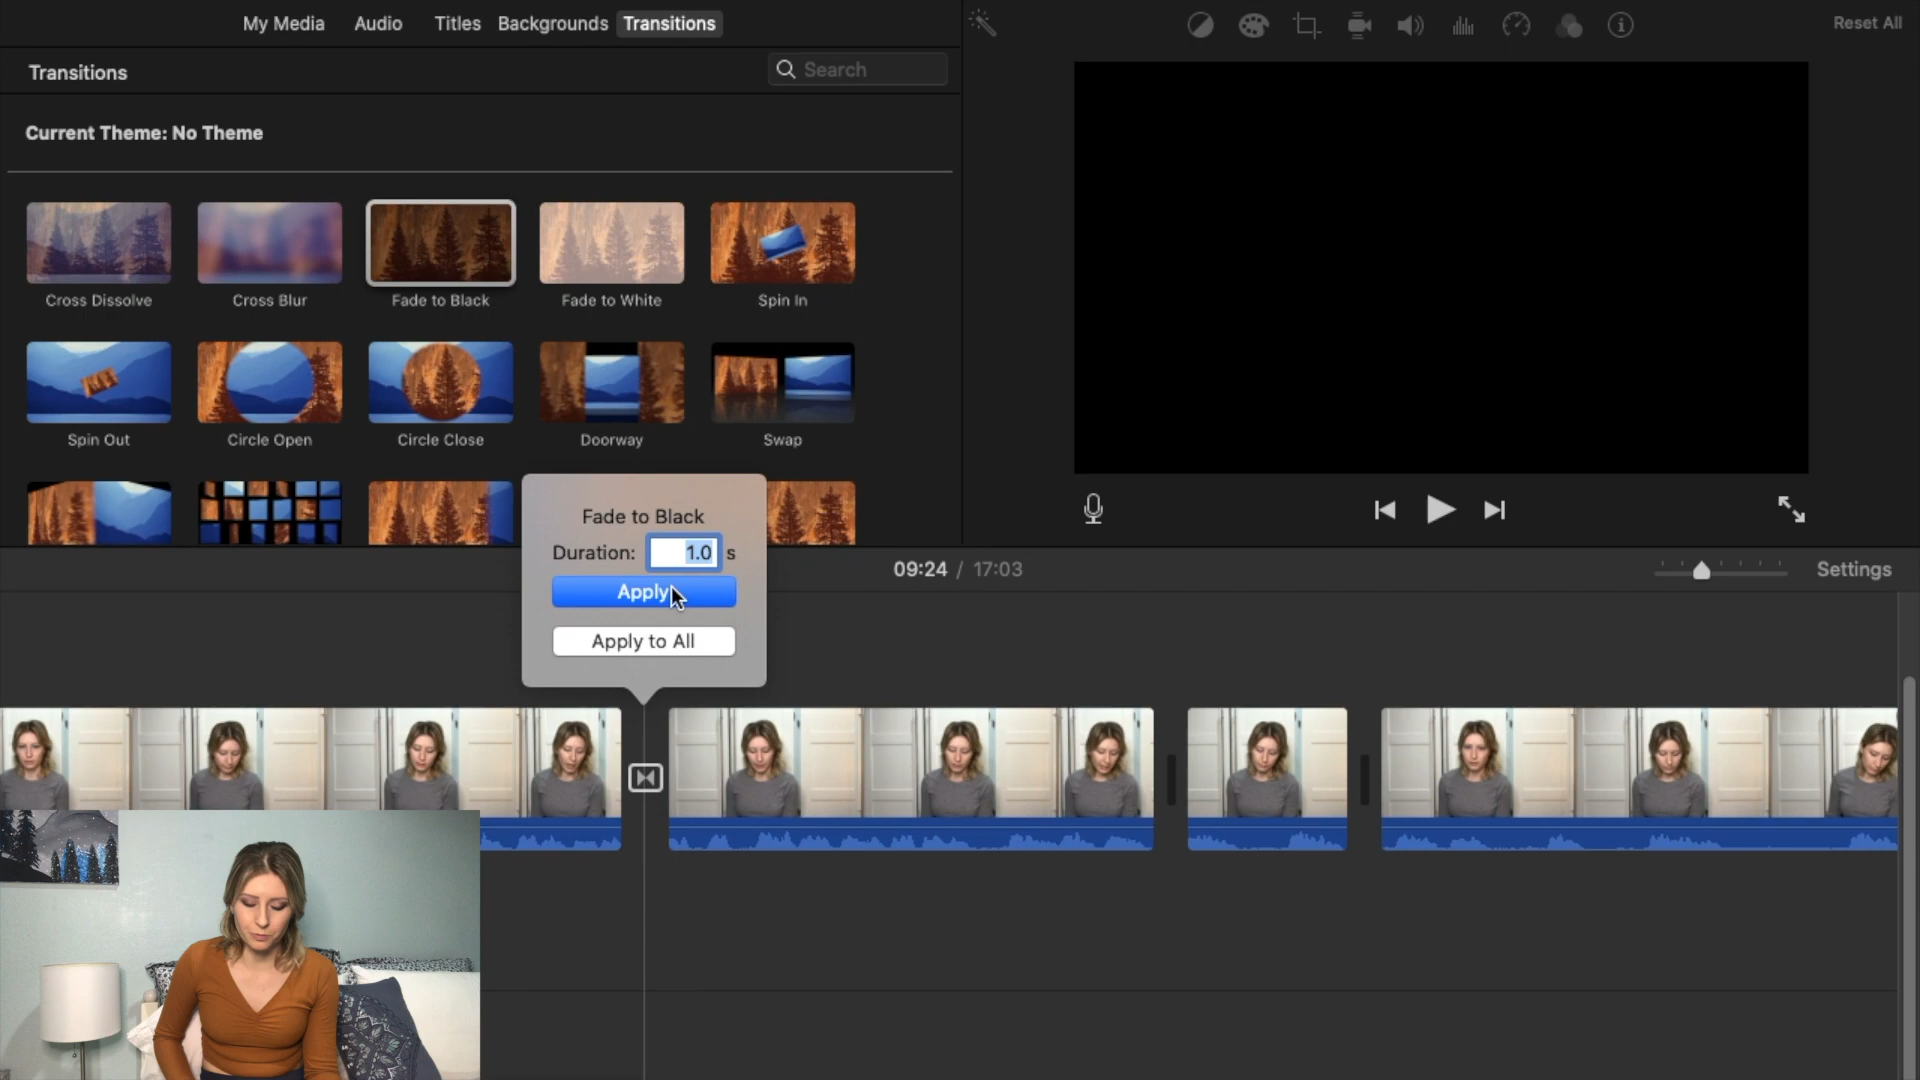 My Media Audio Titles Backgrounds Transitions
Reset All
Transitions
Search
Current Theme: No Theme
Cross Dissolve Cross Blur Fade to Black Fade to White Spin In
Spin Out Circle Open Circle Close Doorway Swap
Fade to Black
Duration: 1.0 s
Apply
Apply to All
09:24 / 17:03
Settings